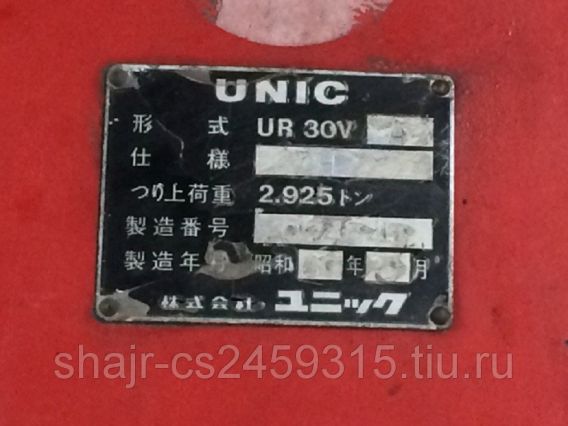 UNIC
形式 UR 30V
仕様
つり上荷重 2.925トン
製造番号
製造年 昭和 年 月
株式会社 ユニック
shajr-cs2459315.tiu.ru